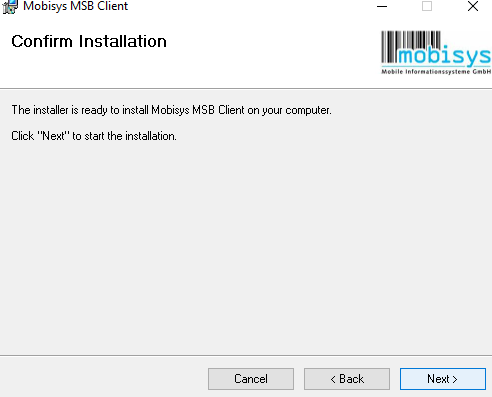 Mobisys MSB Client
Confirm Installation
mobisys
Mobile Informationssysteme GmbH
The installer is ready to install Mobisys MSB Client on your computer.
Click "Next" to start the installation.
Cancel
< Back
Next >